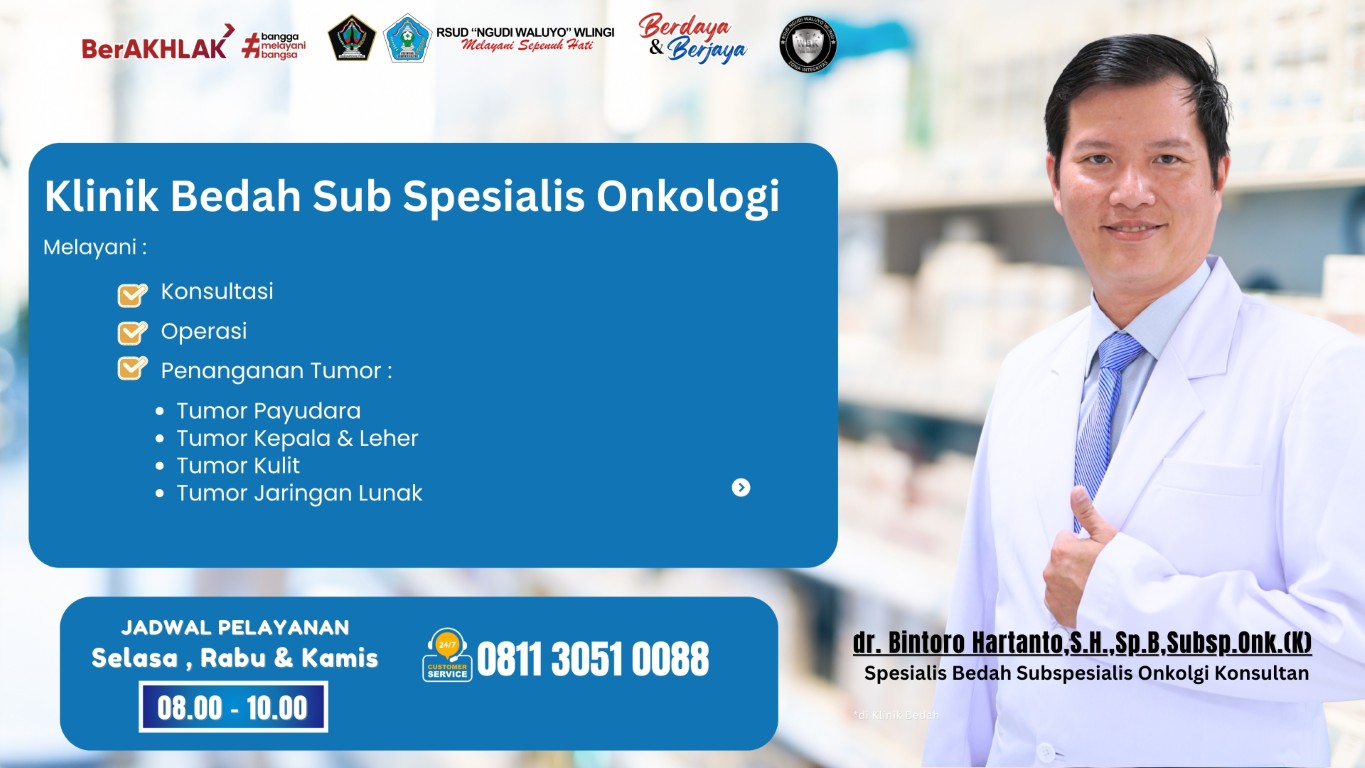 BerAKHLAK
# bangga
melayani
bangsa
RSUD “NGUDI WALUYO” WLINGI
Melayani Sepenuh Hati
Berdaya
& Berjaya
Klinik Bedah Sub Spesialis Onkologi
Melayani :
Konsultasi
Operasi
Penanganan Tumor :
• Tumor Payudara
• Tumor Kepala & Leher
• Tumor Kulit
• Tumor Jaringan Lunak
JADWAL PELAYANAN
Selasa , Rabu & Kamis
08.00 - 10.00
24/7
CUSTOMER
SERVICE
0811 3051 0088
dr. Bintoro Hartanto,S.H.,Sp.B,Subsp.Onk.(K)
Spesialis Bedah Subspesialis Onkolgi Konsultan
*di Klinik Bedah